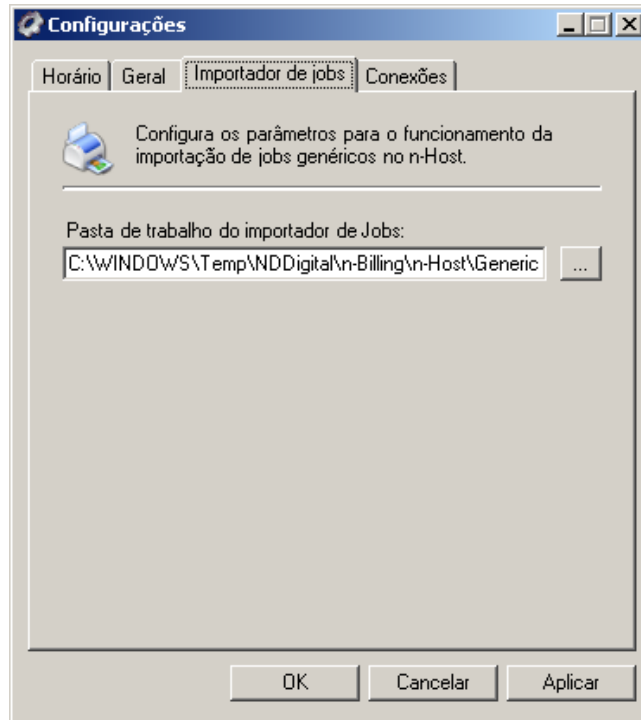 Configurações
Horário Geral Importador de jobs Conexões
Configura os parâmetros para o funcionamento da
importação de jobs genéricos no n-Host.
Pasta de trabalho do importador de Jobs:
C:\WINDOWS\Temp\NDDigital\n-Billing\n-Host\Generic ...
OK Cancelar Aplicar